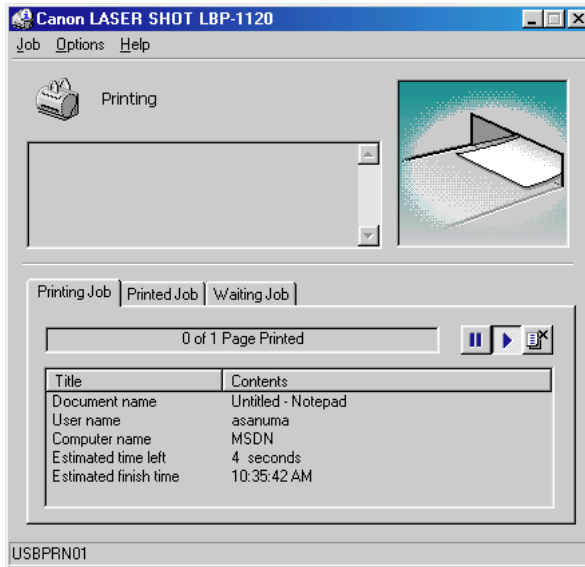 Canon LASER SHOT LBP-1120
Job Options Help
Printing
Printing Job Printed Job Waiting Job
0 of 1 Page Printed
Title Contents
Document name Untitled - Notepad
User name asanuma
Computer name MSDN
Estimated time left 4 seconds
Estimated finish time 10:35:42 AM
USBPRN01